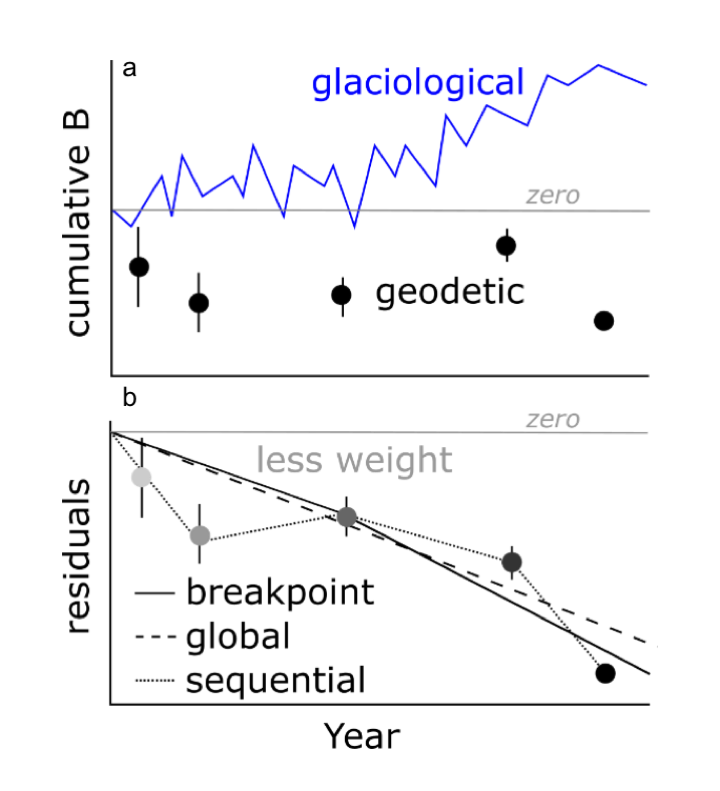 a
glaciological
cumulative B
zero
geodetic
b
zero
less weight
residuals
breakpoint
global
sequential
Year